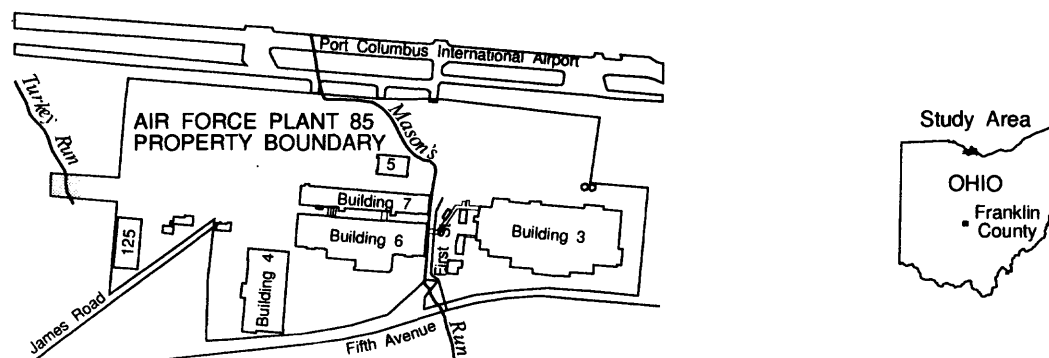 Port Columbus International Airport
Turkey Run
AIR FORCE PLANT 85
PROPERTY BOUNDARY
Mason's
5
Building 7
Building 6
First St.
Building 3
125
Building 4
James Road
Fifth Avenue
Run
Study Area
OHIO
Franklin
County